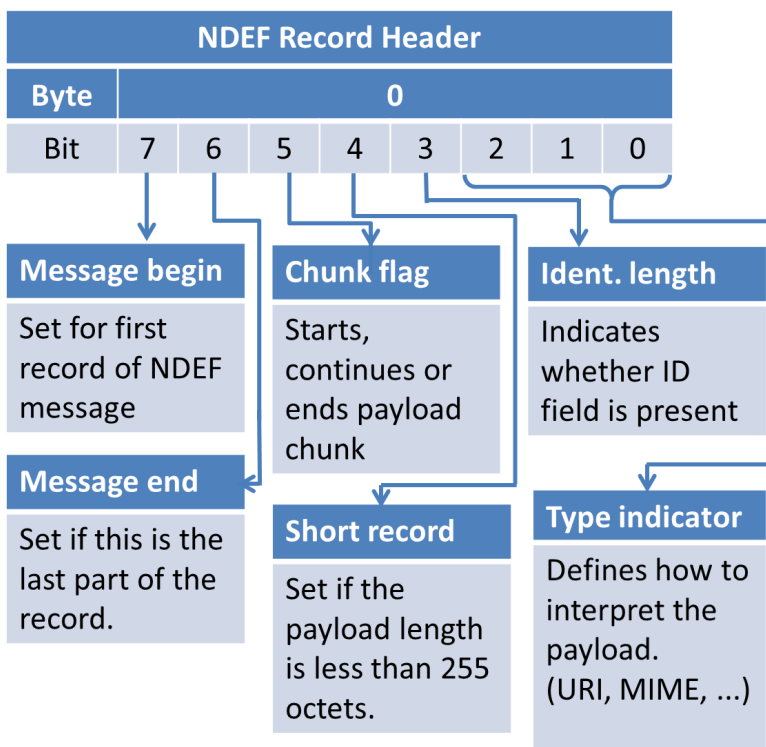 NDEF Record Header
Byte 0
Bit 7 6 5 4 3 2 1 0
Message begin
Set for first
record of NDEF
message
Message end
Set if this is the
last part of the
record.
Chunk flag
Starts,
continues or
ends payload
chunk
Short record
Set if the
payload length
is less than 255
octets.
Ident. length
Indicates
whether ID
field is present
Type indicator
Defines how to
interpret the
payload.
(URI, MIME, ...)